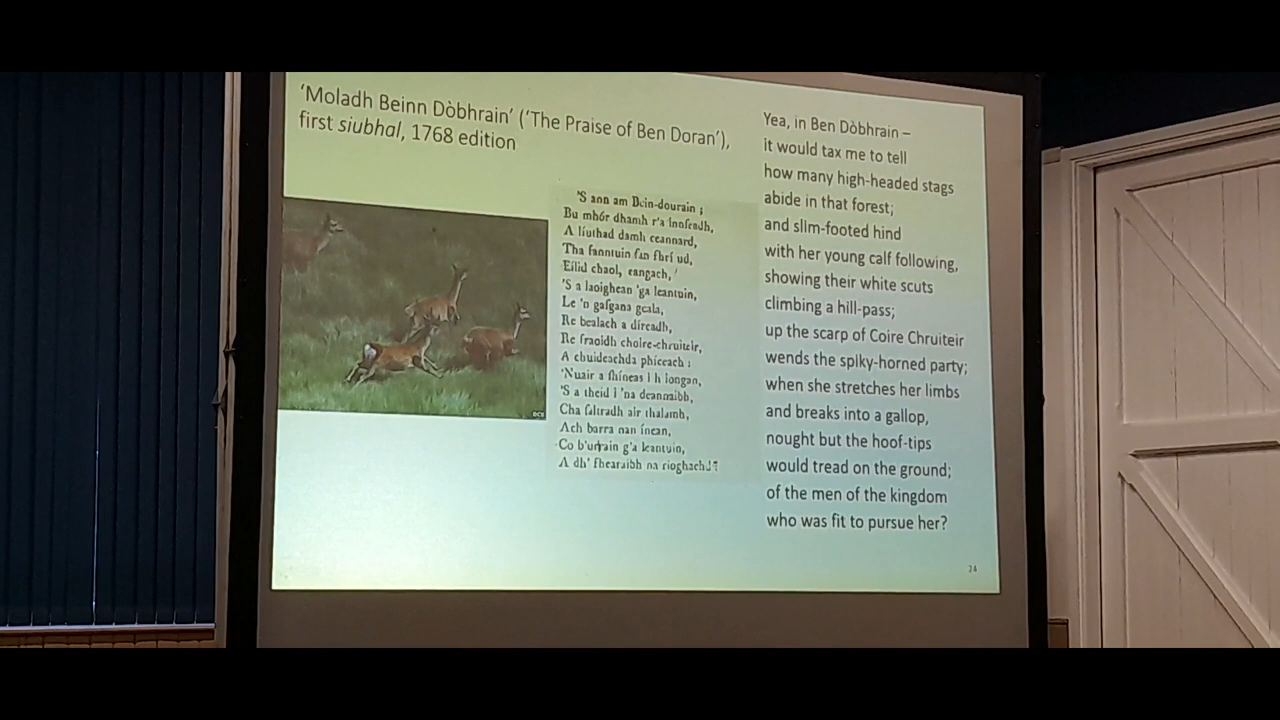 ‘Moladh Beinn Dòbhrain’ (‘The Praise of Ben Doran’),
first siubhal, 1768 edition
'S ann am Bein-dourain ;
Bu mhór dhamh r'a innſeadh,
A líuthad damh ceannard,
Tha fanntuin ſan fhrí ud,
Eilid chaol, eangach,
'S a laoighean 'ga leantuin,
Le 'n gaſgana geala,
Re bealach a díreadh,
Re fraoidh choire-chruiteir,
A chuideachda phíceach :
'Nuair a ſhíneas i h iongan,
'S a theid i 'na deannaibh,
Cha ſaltradh air thalamh,
Ach barra nan ínean,
Co b'urrain g'a leantuin,
A dh' fhearaibh na rioghachd?
Yea, in Ben Dòbhrain –
it would tax me to tell
how many high-headed stags
abide in that forest;
and slim-footed hind
with her young calf following,
showing their white scuts
climbing a hill-pass;
up the scarp of Coire Chruiteir
wends the spiky-horned party;
when she stretches her limbs
and breaks into a gallop,
nought but the hoof-tips
would tread on the ground;
of the men of the kingdom
who was fit to pursue her?
24